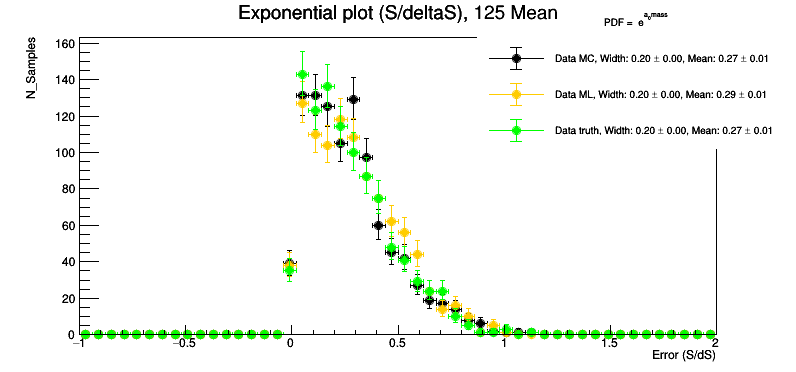 Exponential plot (S/deltaS), 125 Mean
PDF = e^{a_0 mass}
N_Samples
160
140
120
100
80
60
40
20
0
Data MC, Width: 0.20 ± 0.00, Mean: 0.27 ± 0.01
Data ML, Width: 0.20 ± 0.00, Mean: 0.29 ± 0.01
Data truth, Width: 0.20 ± 0.00, Mean: 0.27 ± 0.01
−1 −0.5 0 0.5 1 1.5 2
Error (S/dS)